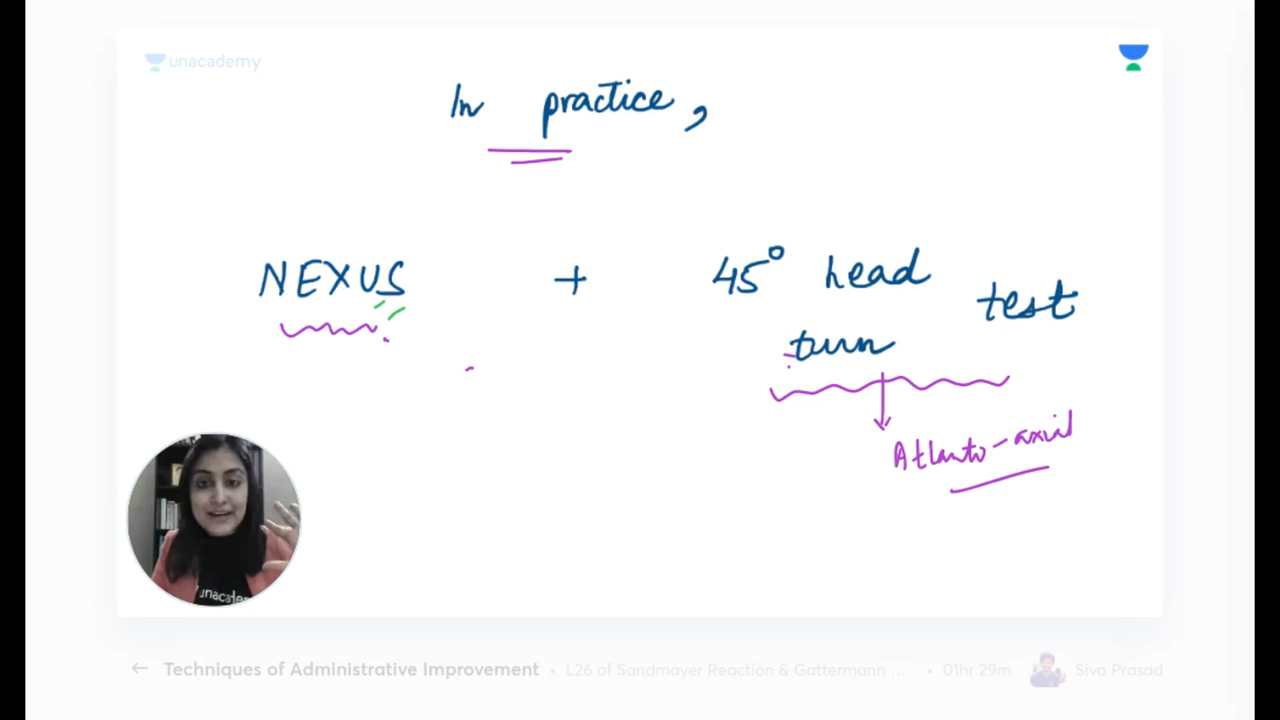 unacademy
In practice,
NEXUS + 45° head turn test
Atlanto-axial
unacadem
← Techniques of Administrative Improvement • L26 of Sandmayer Reaction & Gattermann ... • 01hr 29m Siva Prasad